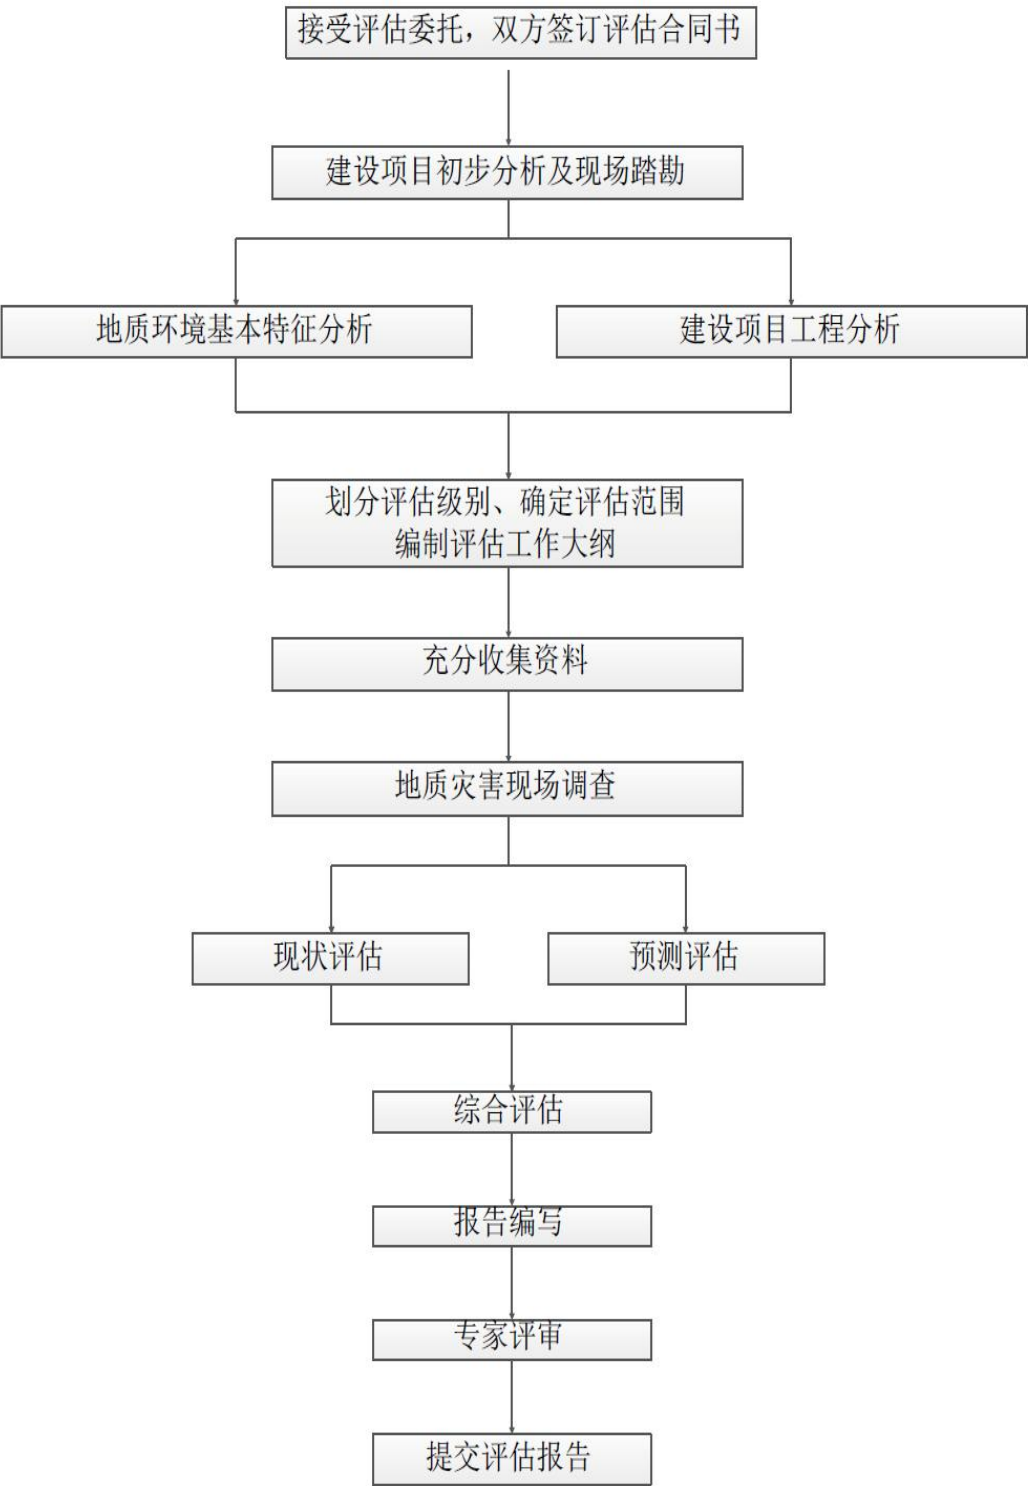 接受评估委托，双方签订评估合同书
建设项目初步分析及现场踏勘
地质环境基本特征分析
建设项目工程分析
划分评估级别、确定评估范围
编制评估工作大纲
充分收集资料
地质灾害现场调查
现状评估
预测评估
综合评估
报告编写
专家评审
提交评估报告